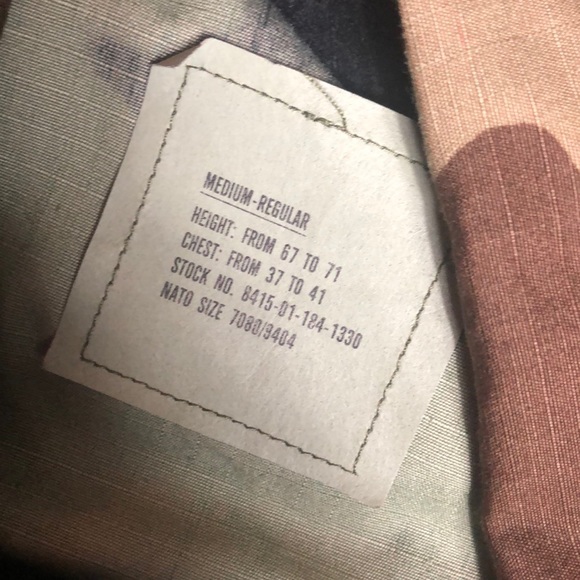 MEDIUM-REGULAR
HEIGHT: FROM 67 TO 71
CHEST: FROM 37 TO 41
STOCK NO. 8415-01-184-1330
NATO SIZE 7080/9404